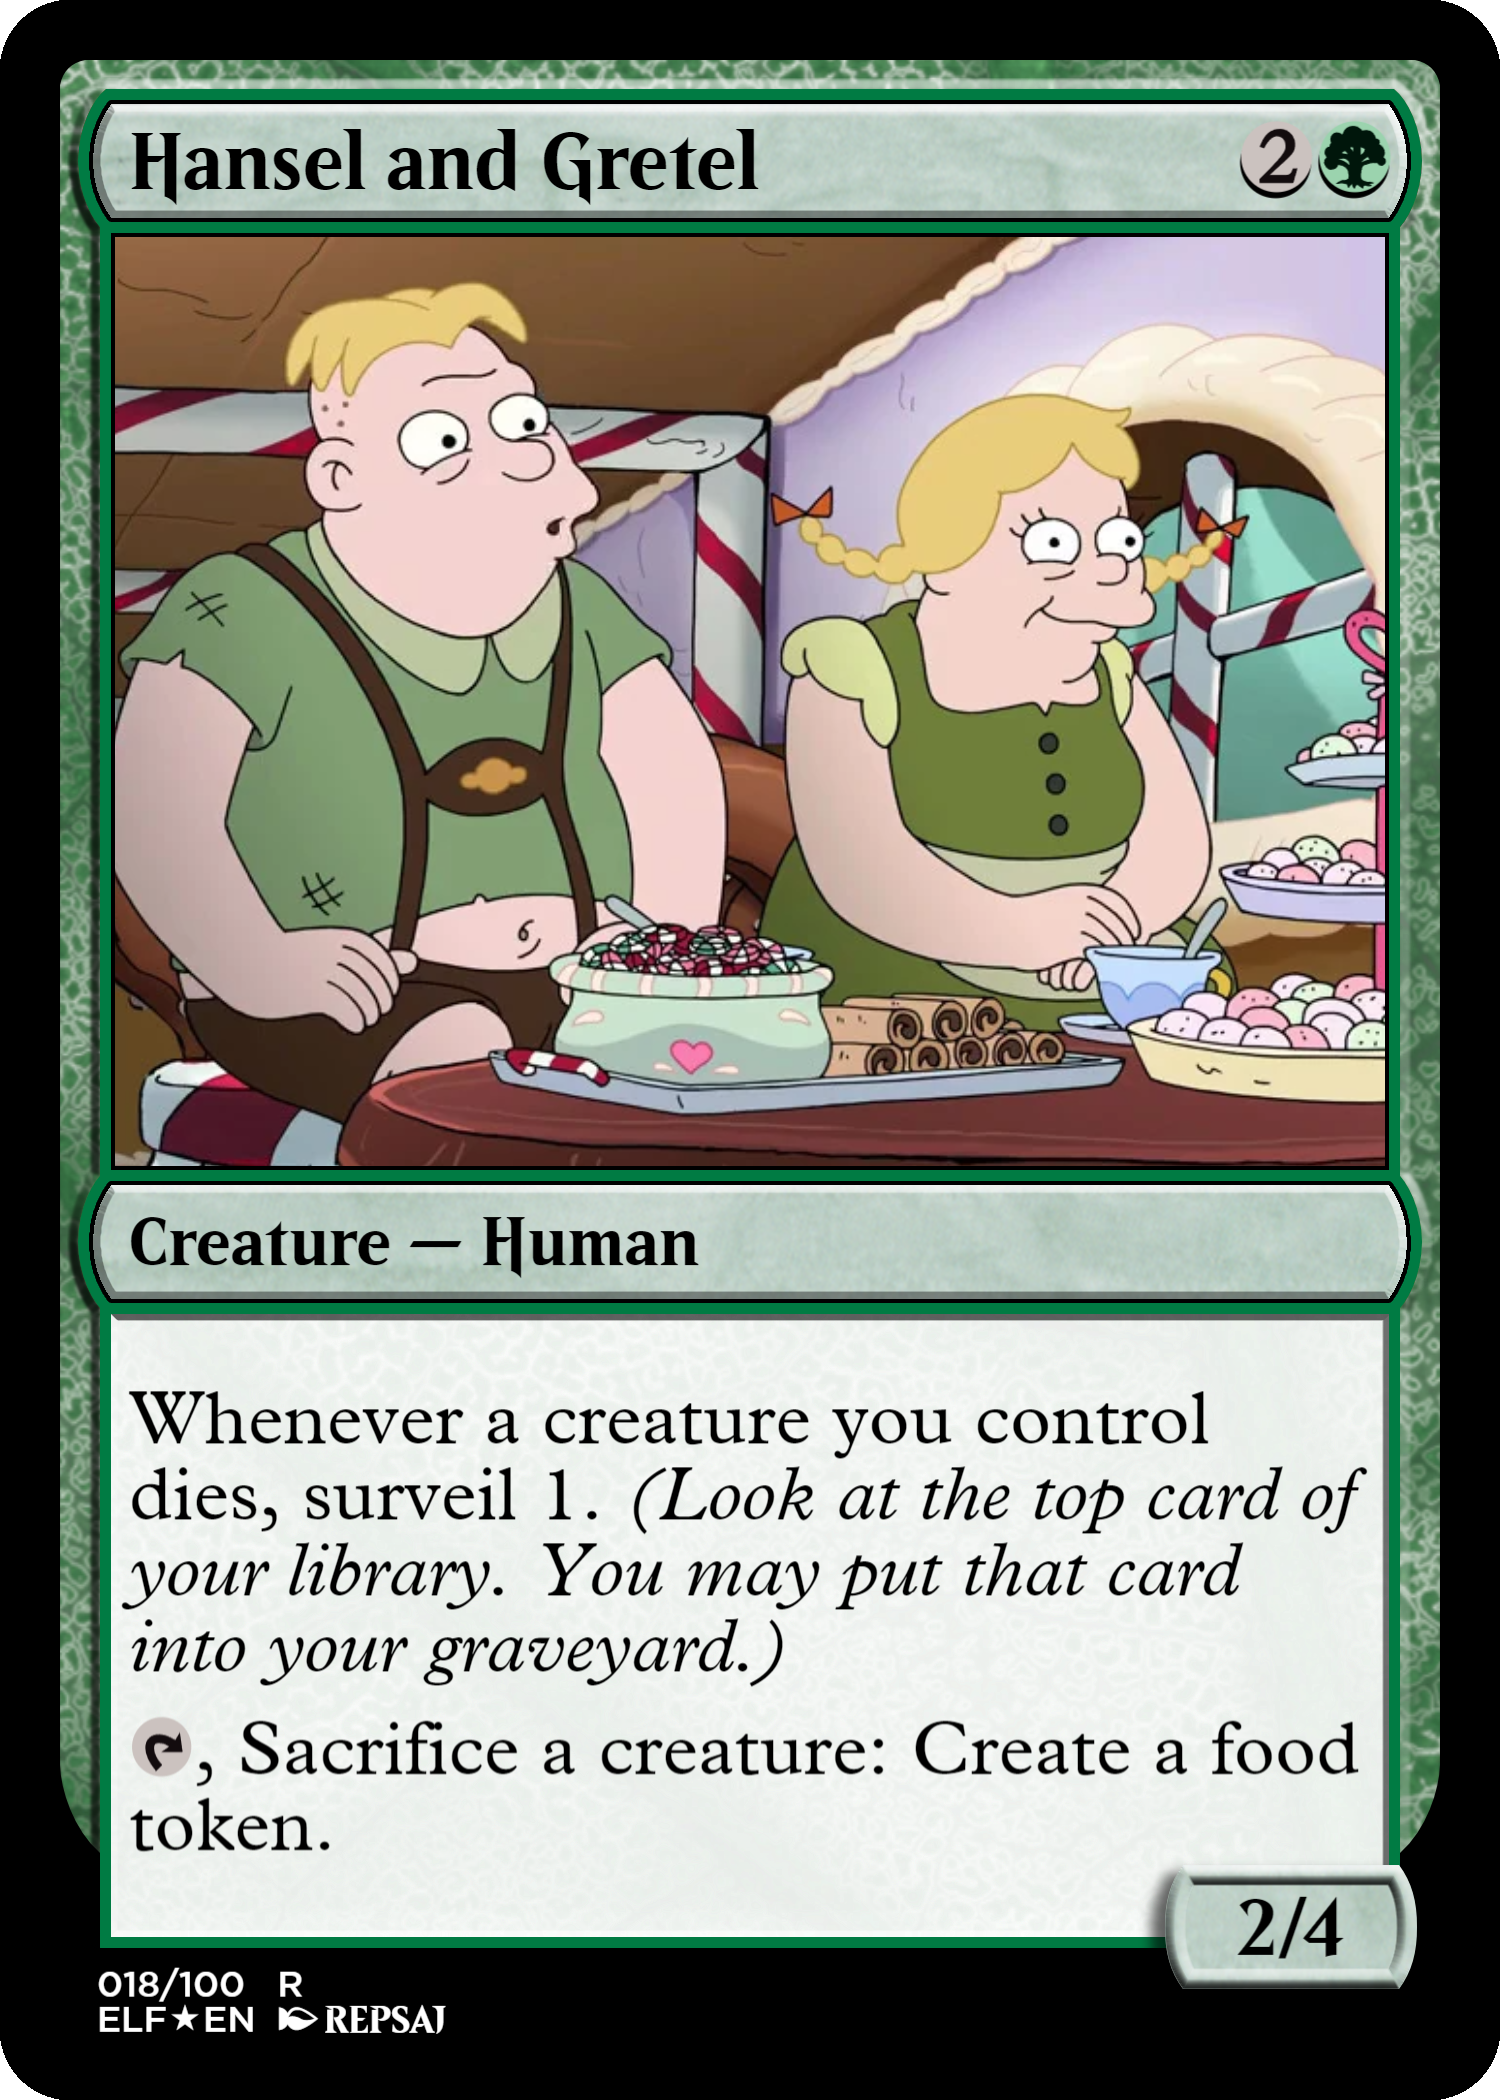 Hansel and Gretel 2
Creature — Human
Whenever a creature you control
dies, surveil 1. (Look at the top card of
your library. You may put that card
into your graveyard.)
, Sacrifice a creature: Create a food
token.
2/4
018/100 R
ELF★EN REPSAJ